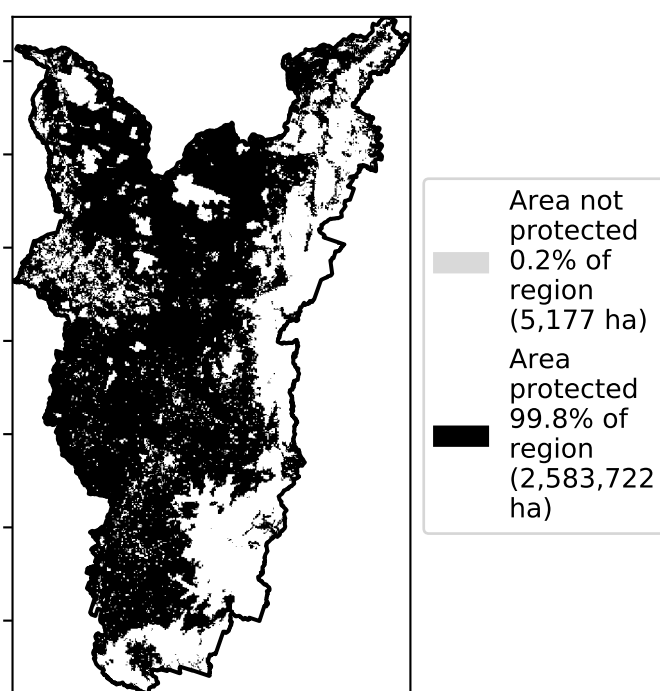 Area not
protected
0.2% of
region
(5,177 ha)
Area
protected
99.8% of
region
(2,583,722
ha)